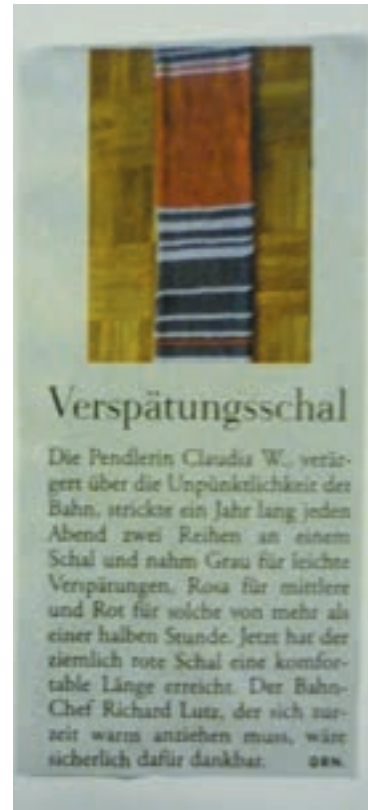 Verspätungsschal
Die Pendlerin Claudia W., verär-
gert über die Unpünktlichkeit der
Bahn, strickte ein Jahr lang jeden
Abend zwei Reihen an einem
Schal und nahm Grau für leichte
Verspätungen, Rosa für mittlere
und Rot für solche von mehr als
einer halben Stunde. Jetzt hat der
ziemlich rote Schal eine komfor-
table Länge erreicht. Der Bahn-
Chef Richard Lutz, der sich zur-
zeit warm anziehen muss, wäre
sicherlich dafür dankbar.